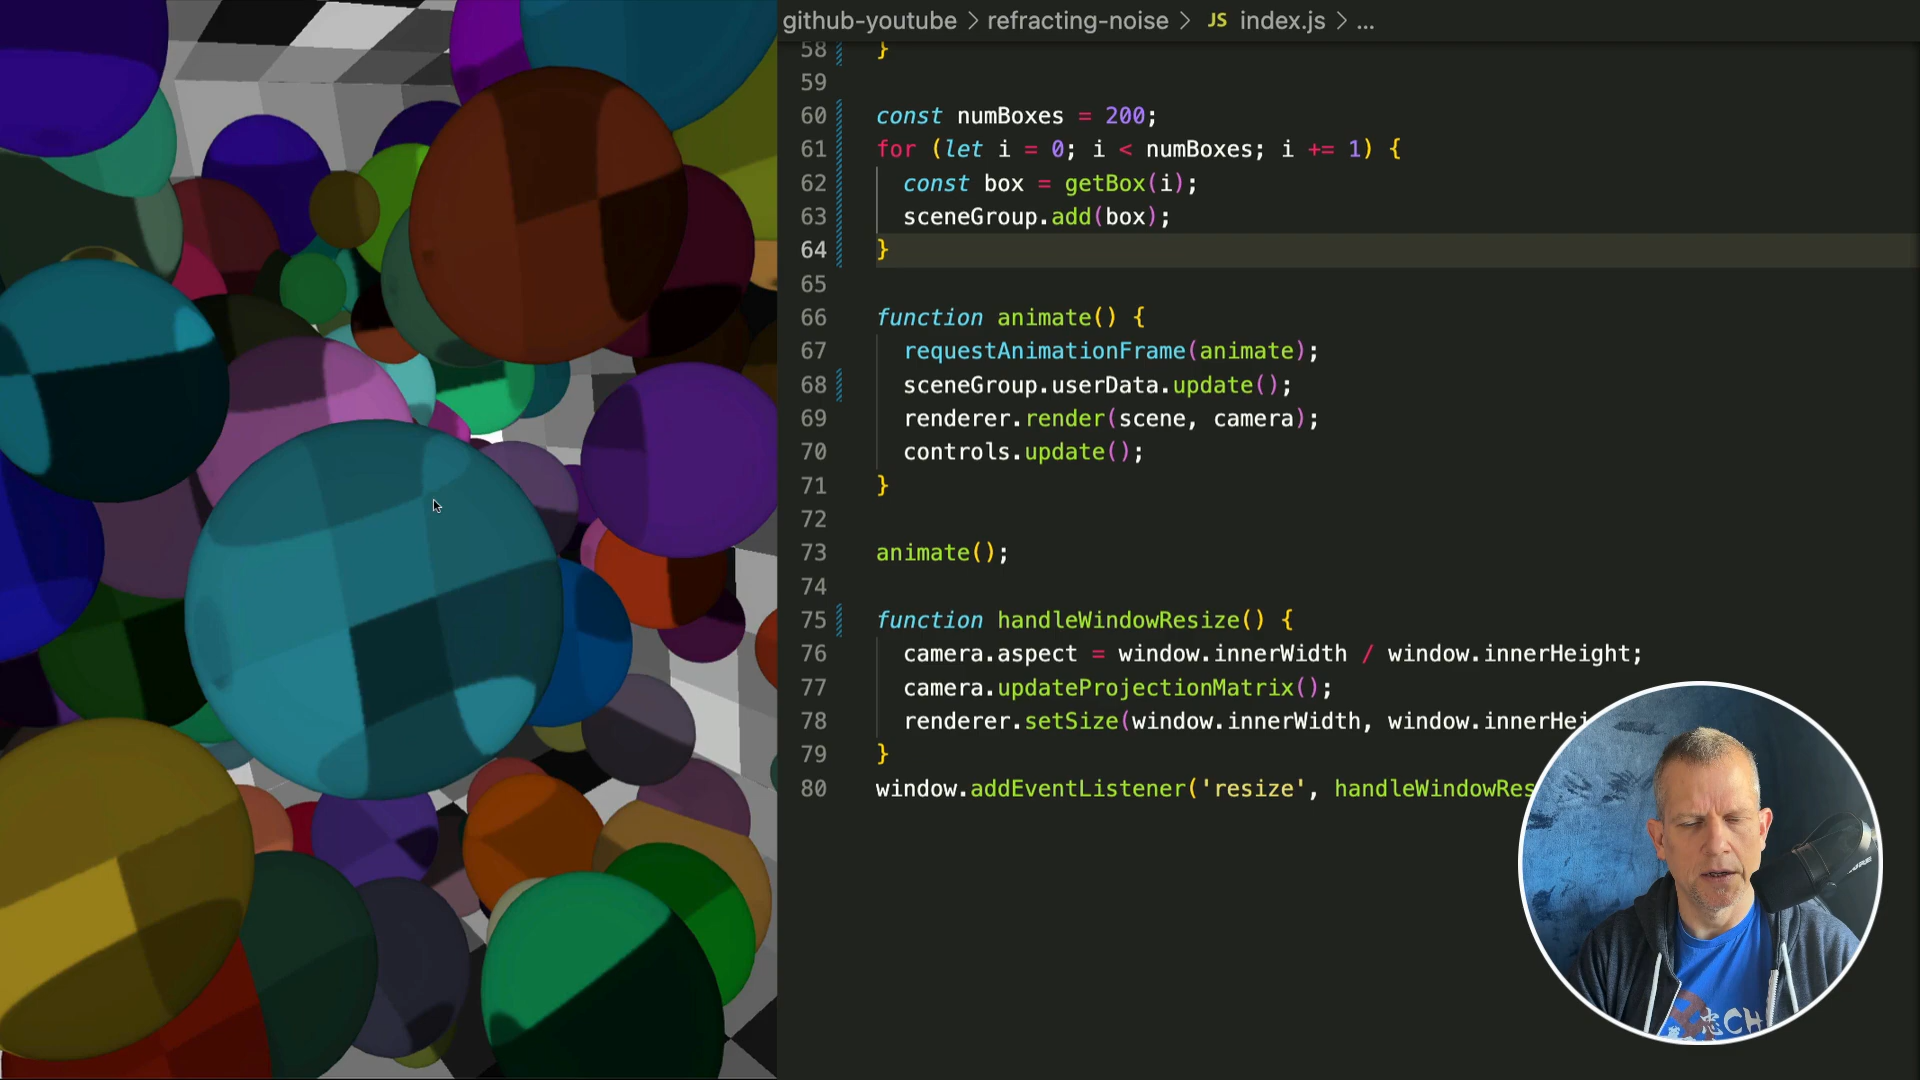 github-youtube > refracting-noise > JS index.js > ...
58 }
59
60 const numBoxes = 200;
61 for (let i = 0; i < numBoxes; i += 1) {
62 const box = getBox(i);
63 sceneGroup.add(box);
64 }
65
66 function animate() {
67 requestAnimationFrame(animate);
68 sceneGroup.userData.update();
69 renderer.render(scene, camera);
70 controls.update();
71 }
72
73 animate();
74
75 function handleWindowResize() {
76 camera.aspect = window.innerWidth / window.innerHeight;
77 camera.updateProjectionMatrix();
78 renderer.setSize(window.innerWidth, window.innerHei
79 }
80 window.addEventListener('resize', handleWindowRes
忠CH